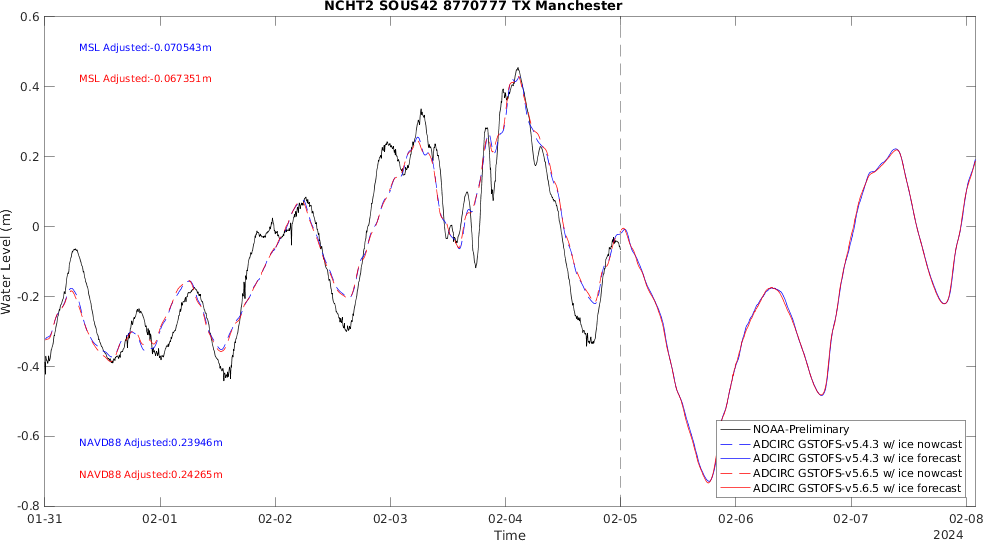 NCHT2 SOUS42 8770777 TX Manchester
0.6
MSL Adjusted:-0.070543m
MSL Adjusted:-0.067351m
0.4
0.2
0
Water Level (m)
-0.2
-0.4
-0.6
NAVD88 Adjusted:0.23946m
NAVD88 Adjusted:0.24265m
-0.8
NOAA-Preliminary
ADCIRC GSTOFS-v5.4.3 w/ ice nowcast
ADCIRC GSTOFS-v5.4.3 w/ ice forecast
ADCIRC GSTOFS-v5.6.5 w/ ice nowcast
ADCIRC GSTOFS-v5.6.5 w/ ice forecast
01-31 02-01 02-02 02-03 02-04 02-05 02-06 02-07 02-08
Time
2024